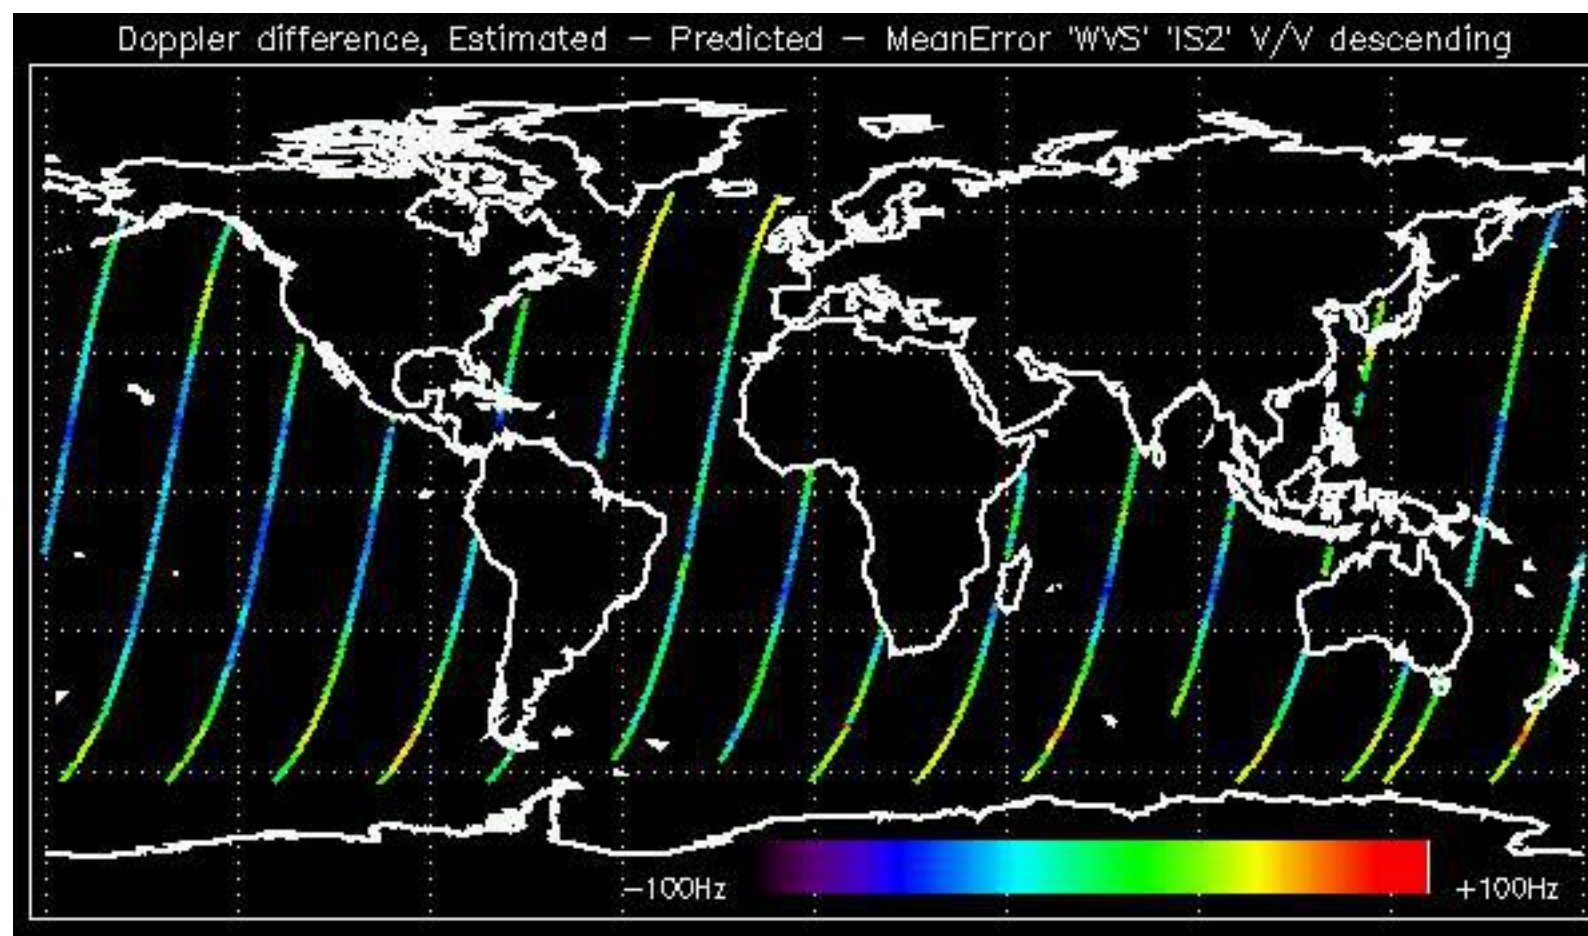 Doppler difference, Estimated – Predicted – MeanError 'WVS' 'IS2' V/V descending
–100Hz +100Hz